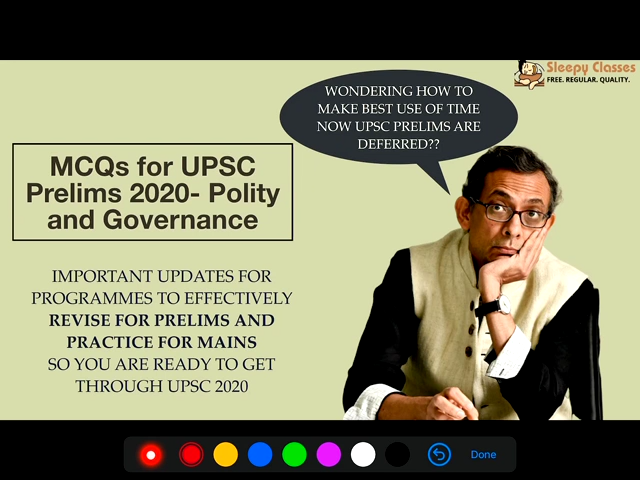 Sleepy Classes
FREE. REGULAR. QUALITY.
WONDERING HOW TO
MAKE BEST USE OF TIME
NOW UPSC PRELIMS ARE
DEFERRED??
MCQs for UPSC
Prelims 2020- Polity
and Governance
IMPORTANT UPDATES FOR
PROGRAMMES TO EFFECTIVELY
REVISE FOR PRELIMS AND
PRACTICE FOR MAINS
SO YOU ARE READY TO GET
THROUGH UPSC 2020
Done